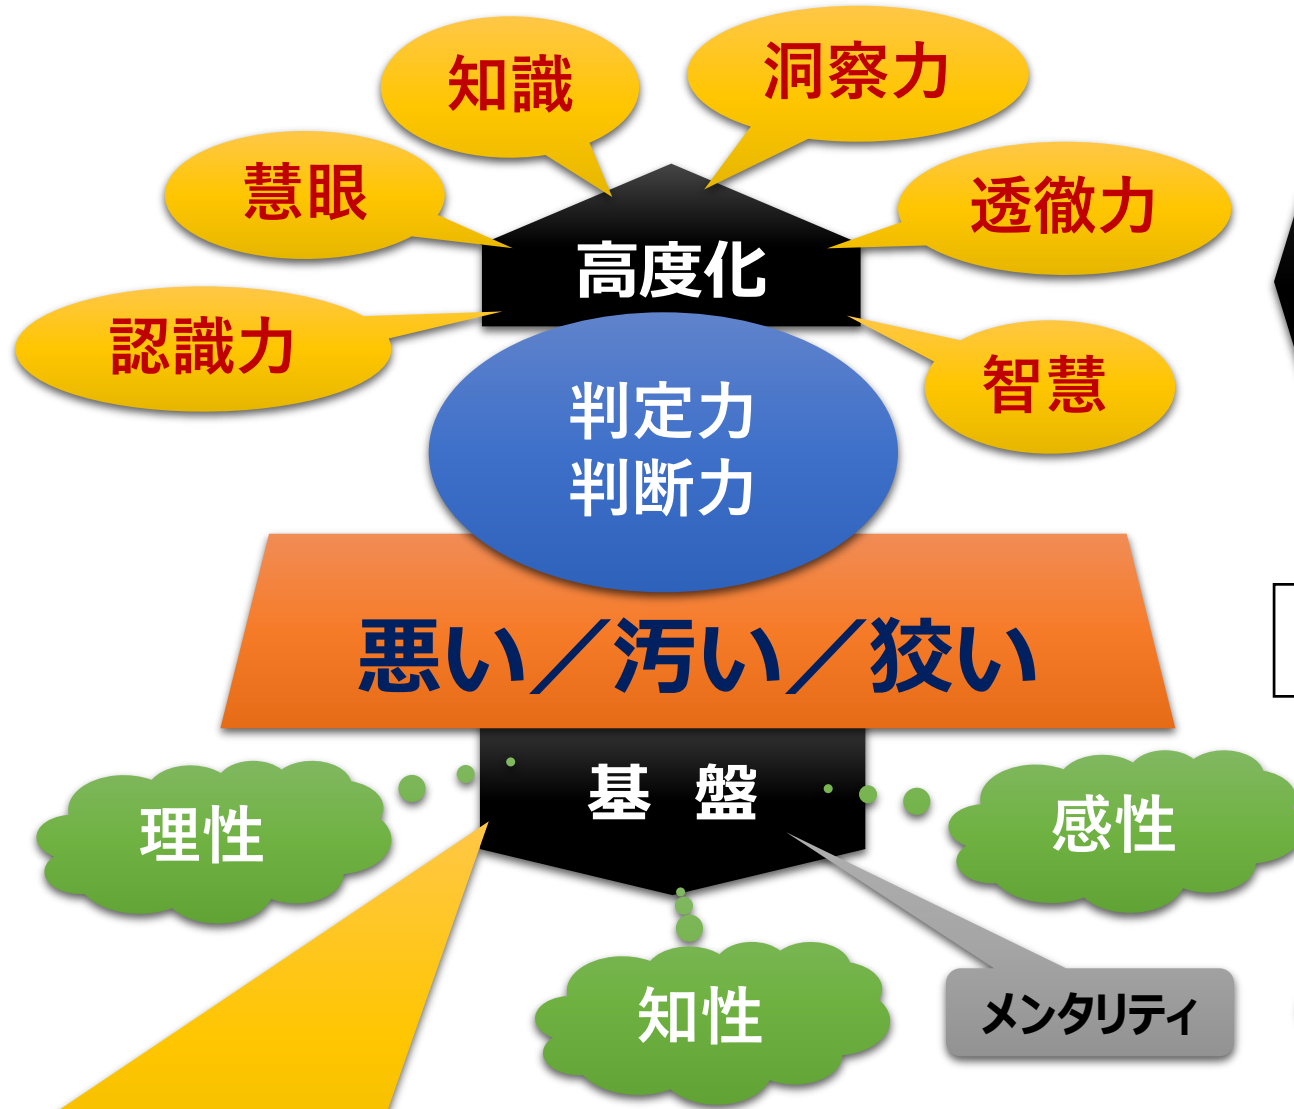 知識
洞察力
慧眼
透徹力
高度化
認識力
智慧
判定力
判断力
悪い／汚い／狡い
基　盤
理性
感性
知性
メンタリティ